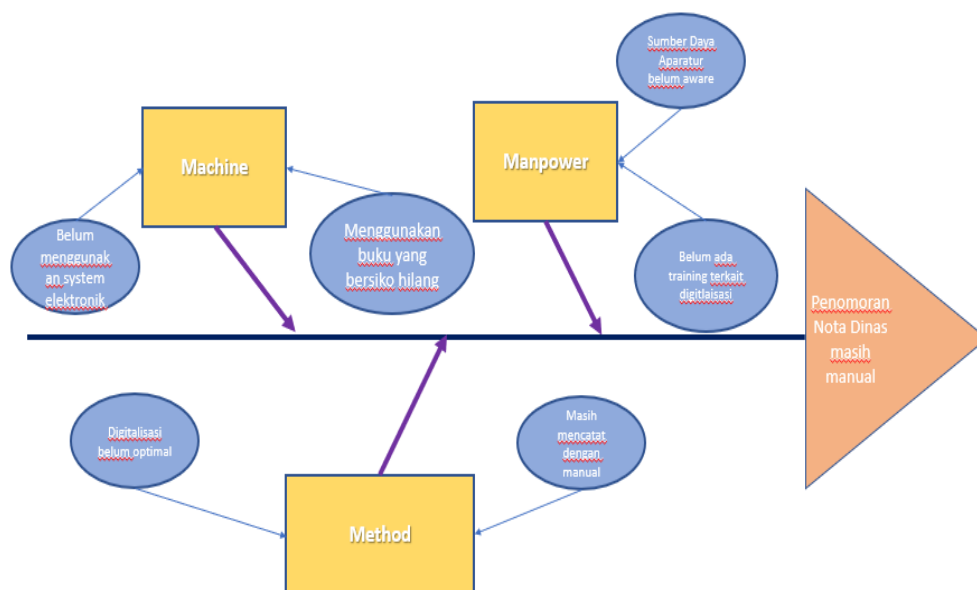 Sumber Daya
Aparatur
belum aware
Machine
Manpower
Belum
menggunak
an system
elektronik
Menggunakan
buku yang
bersiko hilang
Belum ada
training terkait
digitlaisasi
Penomoran
Nota Dinas
masih
manual
Digitalisasi
belum optimal
Masih
mencatat
dengan
manual
Method